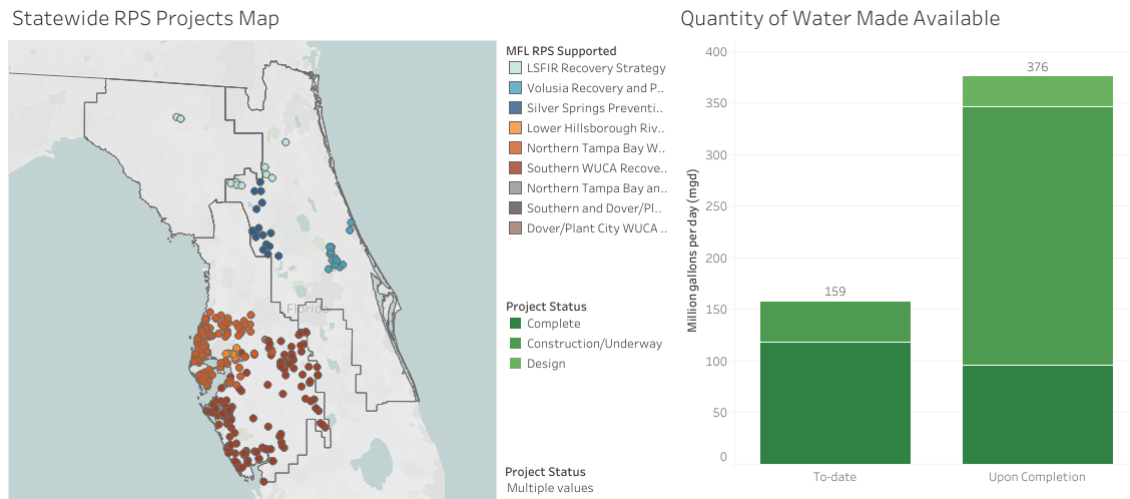 Statewide RPS Projects Map
Quantity of Water Made Available
Florida
MFL RPS Supported
LSFIR Recovery Strategy
Volusia Recovery and P..
Silver Springs Preventi..
Lower Hillsborough Riv..
Northern Tampa Bay W..
Southern WUCA Recove..
Northern Tampa Bay an..
Southern and Dover/Pl..
Dover/Plant City WUCA ..
Project Status
Complete
Construction/Underway
Design
Project Status
Multiple values
Million gallons per day (mgd)
400
350
300
250
200
150
100
50
0
159
376
To-date
Upon Completion